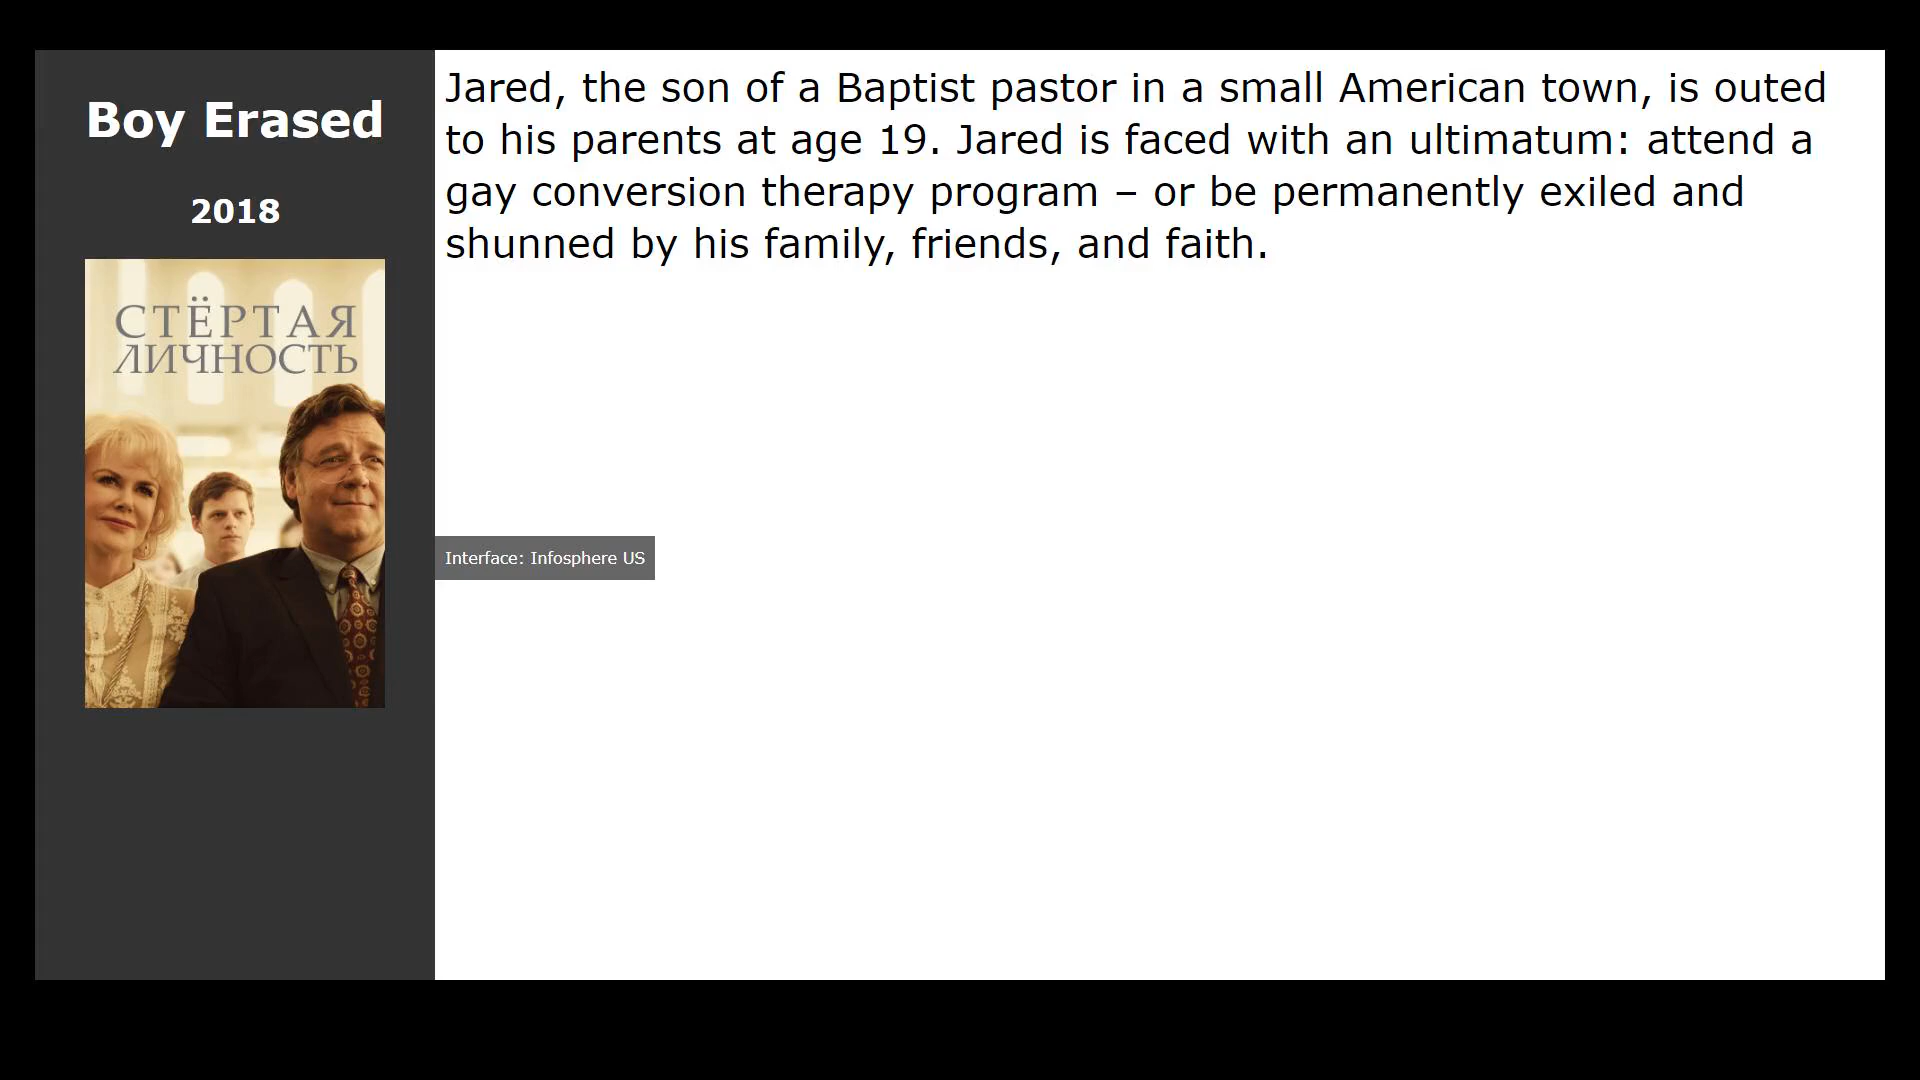 Boy Erased
2018
СТЁРТАЯ
ЛИЧНОСТЬ
Jared, the son of a Baptist pastor in a small American town, is outed
to his parents at age 19. Jared is faced with an ultimatum: attend a
gay conversion therapy program – or be permanently exiled and
shunned by his family, friends, and faith.
Interface: Infosphere US